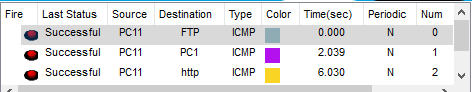 Fire Last Status Source Destination Type Color Time(sec) Periodic Num
Successful PC11 FTP ICMP 0.000 N 0
Successful PC11 PC1 ICMP 2.039 N 1
Successful PC11 http ICMP 6.030 N 2